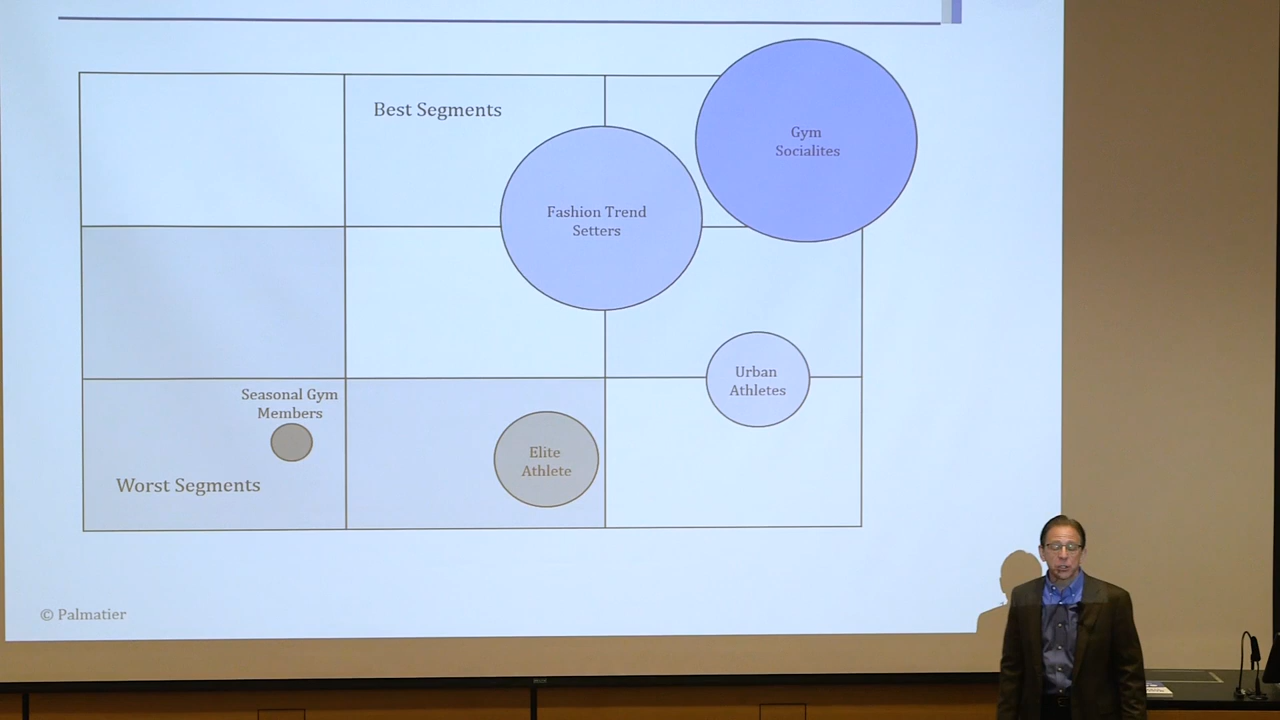 Best Segments
Gym
Socialites
Fashion Trend
Setters
Urban
Athletes
Seasonal Gym
Members
Elite
Athlete
Worst Segments
© Palmatier